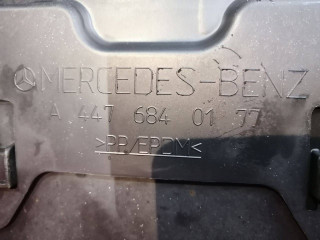 MERCEDES-BENZ
A 447 684 01 77
>PP/EPDM<